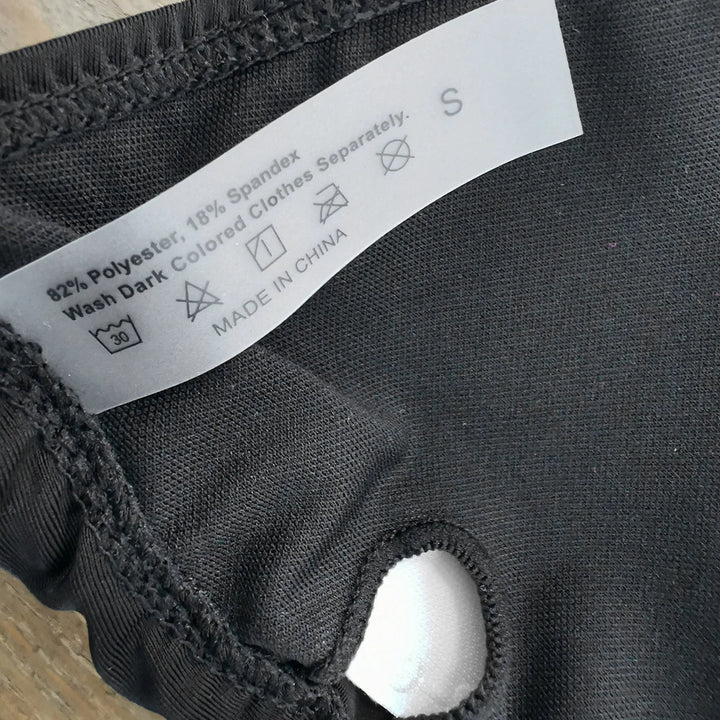 S
82% Polyester, 18% Spandex
Wash Dark Colored Clothes Separately.
30
MADE IN CHINA